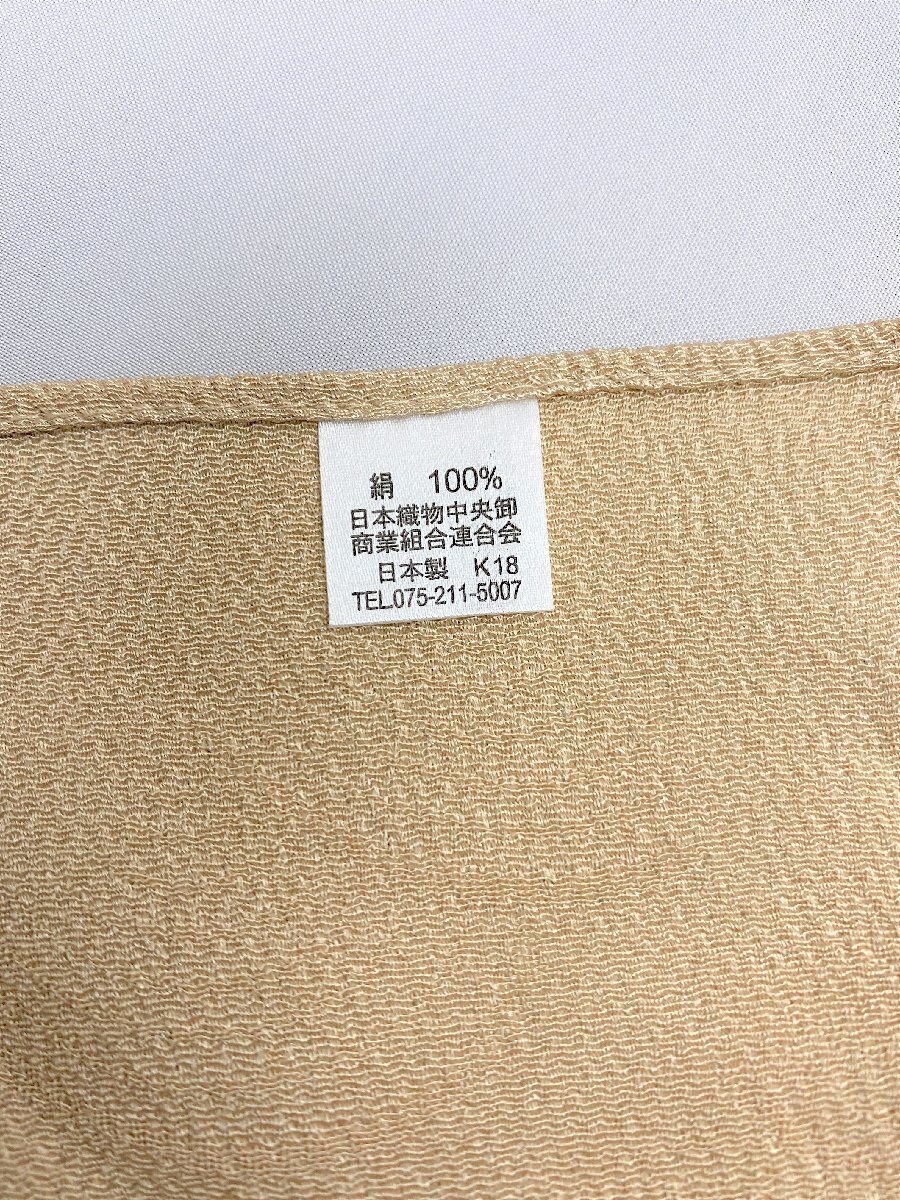 絹 100%
日本織物中央卸
商業組合連合会
日本製 K18
TEL.075-211-5007